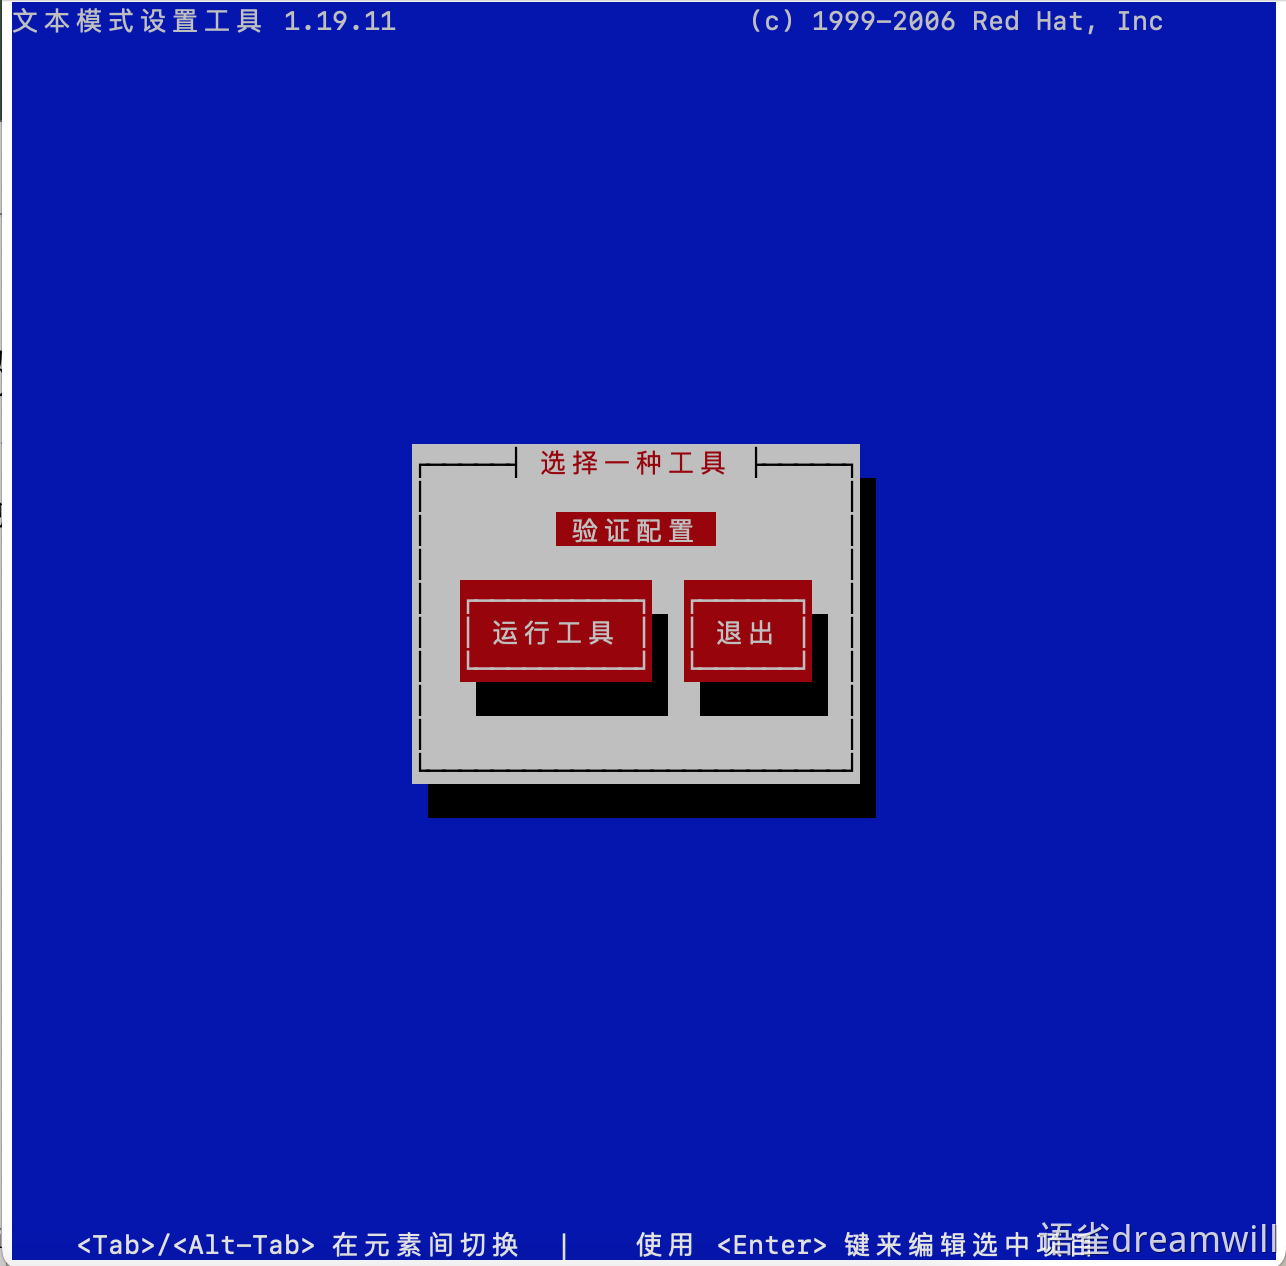 文本模式设置工具 1.19.11 (c) 1999-2006 Red Hat, Inc
选择一种工具
验证配置
运行工具 退出
<Tab>/<Alt-Tab> 在元素间切换 | 使用 <Enter> 键来编辑选中项目
语雀dreamwill